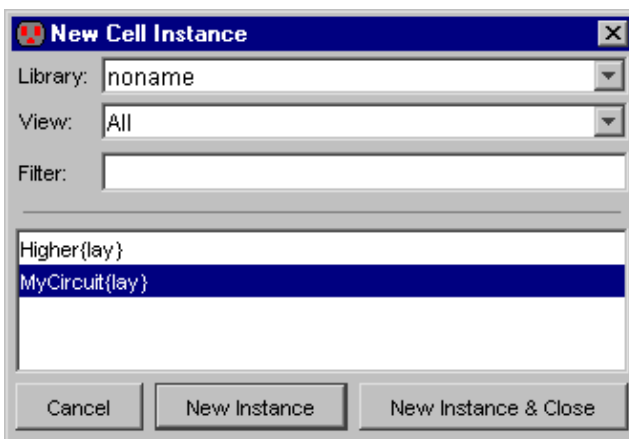 New Cell Instance
Library: noname
View: All
Filter:
Higher{lay}
MyCircuit{lay}
Cancel New Instance New Instance & Close